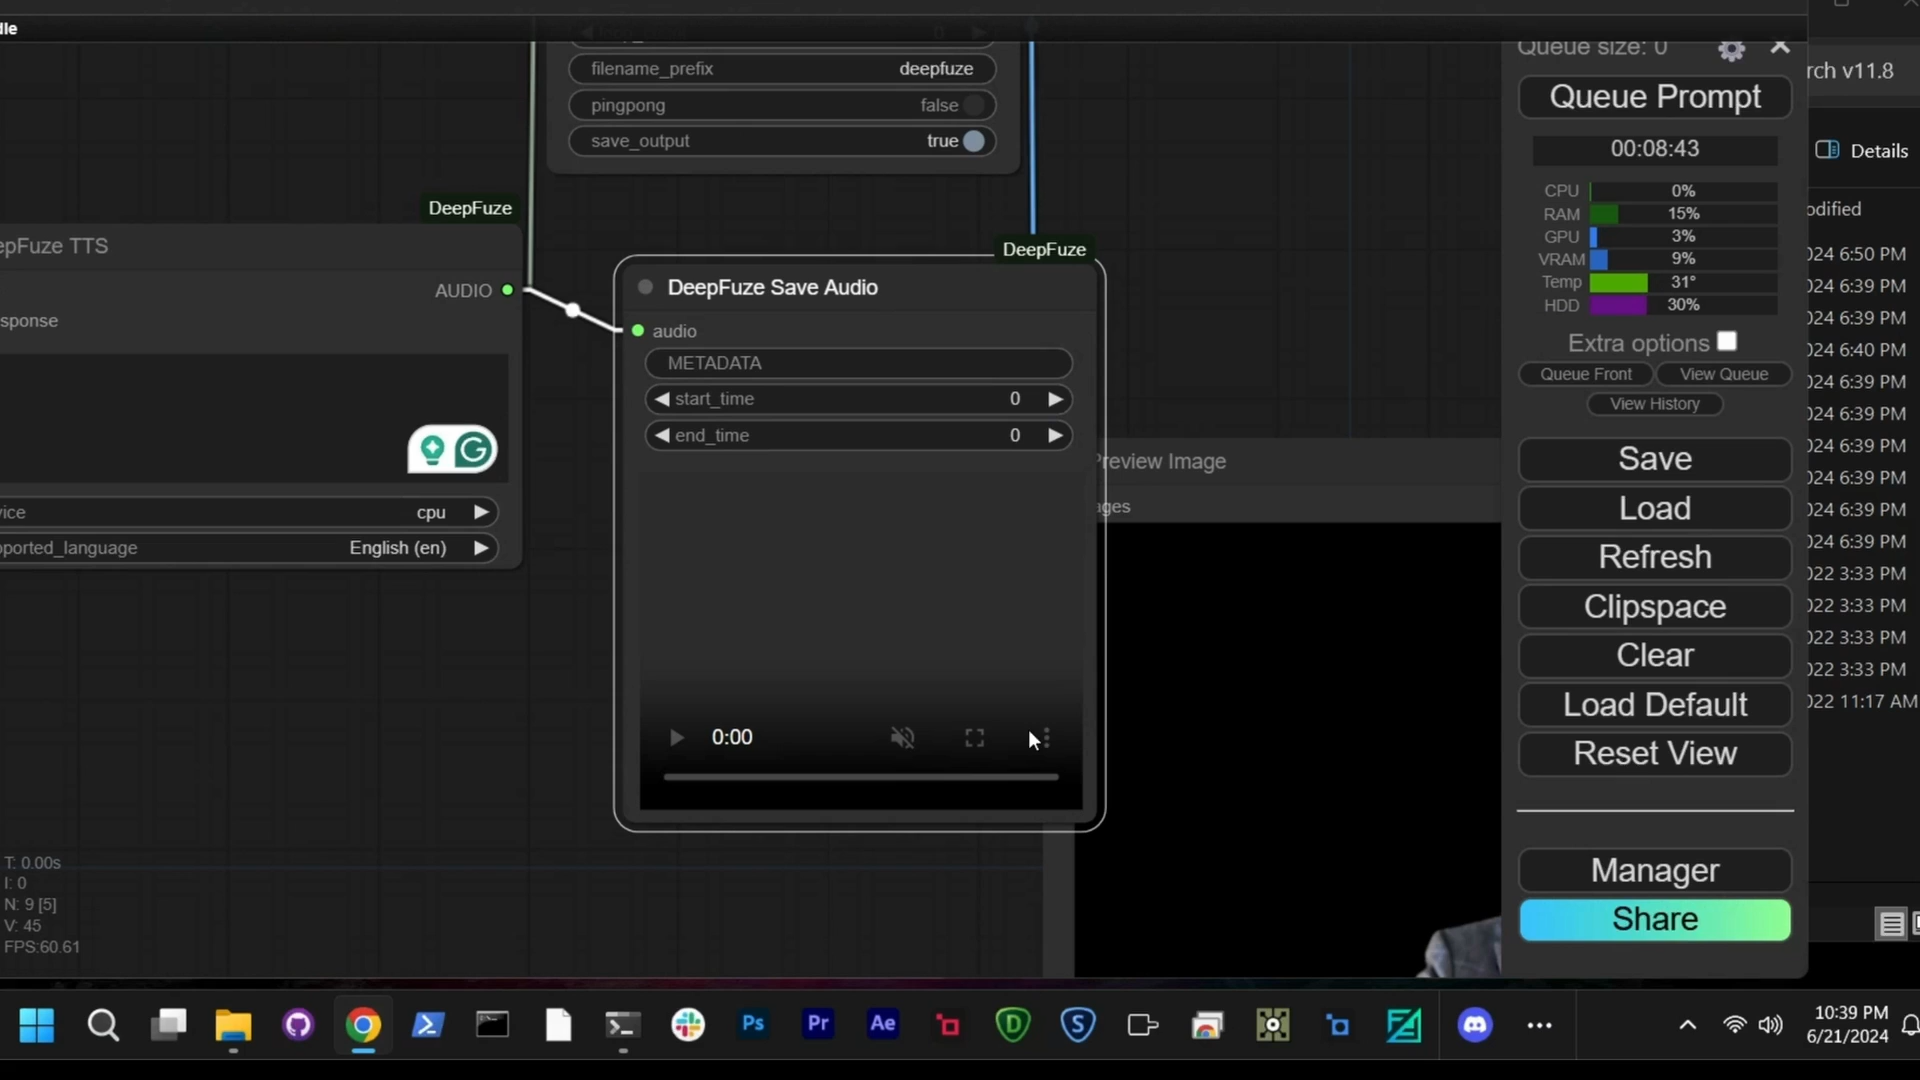 dle
filename_prefix deepfuze
pingpong false
save_output true
DeepFuze
epFuze TTS
AUDIO
sponse
vice cpu
pported_language English (en)
DeepFuze
DeepFuze Save Audio
audio
METADATA
start_time 0
end_time 0
0:00
Preview Image
ages
T: 0.00s
I: 0
N: 9 [5]
V: 45
FPS:60.61
Queue size: 0
Queue Prompt
00:08:43
CPU 0%
RAM 15%
GPU 3%
VRAM 9%
Temp 31°
HDD 30%
Extra options
Queue Front
View Queue
View History
Save
Load
Refresh
Clipspace
Clear
Load Default
Reset View
Manager
Share
rch v11.8
Details
odified
024 6:50 PM
024 6:39 PM
024 6:39 PM
024 6:40 PM
024 6:39 PM
024 6:39 PM
024 6:39 PM
024 6:39 PM
024 6:39 PM
024 6:39 PM
022 3:33 PM
022 3:33 PM
022 3:33 PM
022 3:33 PM
022 11:17 AM
Ps
Pr
Ae
10:39 PM
6/21/2024